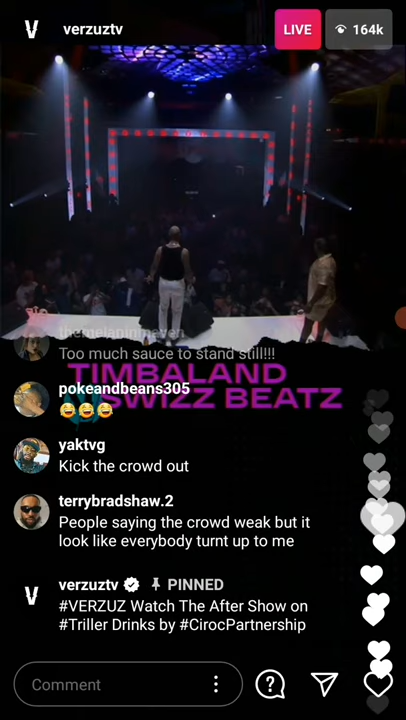 V verzuztv LIVE 164k
themelaninmaven
Too much sauce to stand still!!!
TIMBALAND
SWIZZ BEATZ
pokeandbeans305
😂😂😂
yaktvg
Kick the crowd out
terrybradshaw.2
People saying the crowd weak but it
look like everybody turnt up to me
V verzuztv PINNED
#VERZUZ Watch The After Show on
#Triller Drinks by #CirocPartnership
Comment